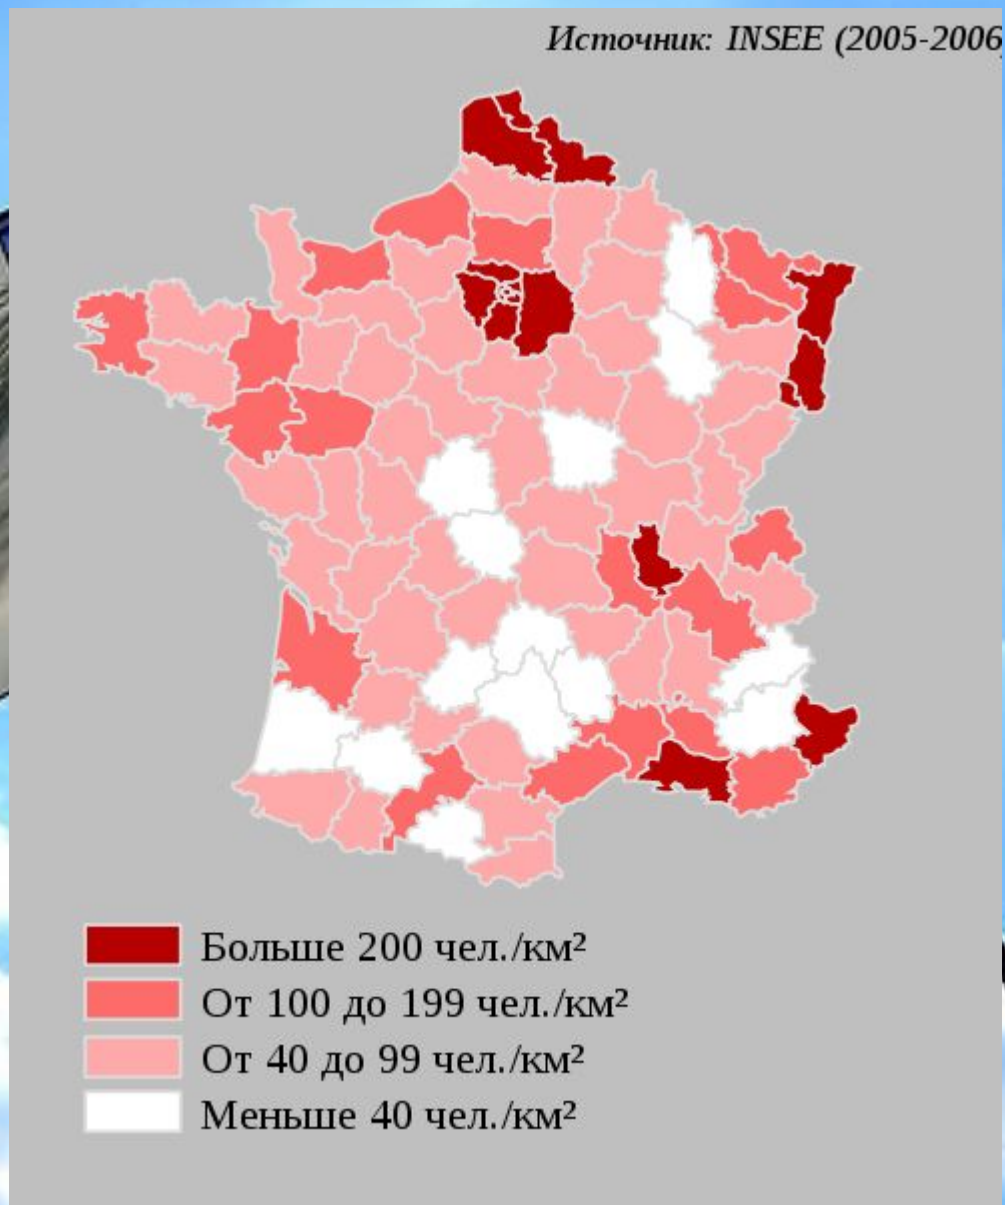 Источник: INSEE (2005-2006
Больше 200 чел./км²
От 100 до 199 чел./км²
От 40 до 99 чел./км²
Меньше 40 чел./км²